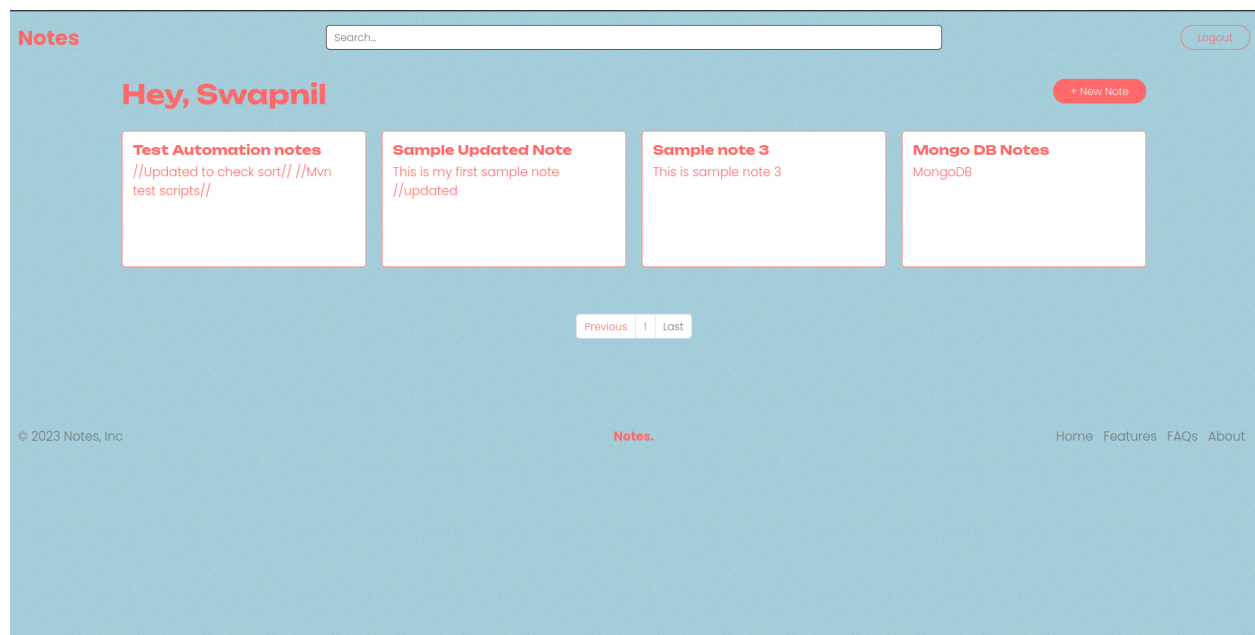 Notes
Search...
Logout
Hey, Swapnil
+ New Note
Test Automation notes
//Updated to check sort// //Mvn
test scripts//
Sample Updated Note
This is my first sample note
//updated
Sample note 3
This is sample note 3
Mongo DB Notes
MongoDB
Previous 1 Last
© 2023 Notes, Inc
Notes.
Home Features FAQs About